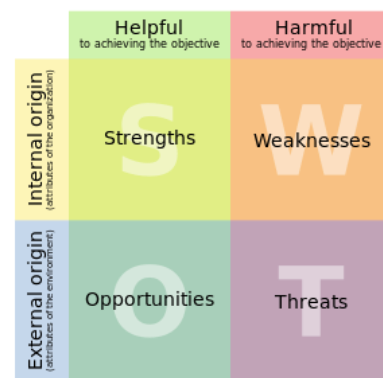 Helpful
to achieving the objective
Harmful
to achieving the objective
Internal origin
(attributes of the organization)
S
Strengths
W
Weaknesses
External origin
(attributes of the environment)
O
Opportunities
T
Threats